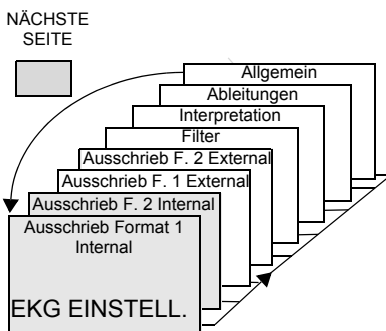 NÄCHSTE
SEITE
Allgemein
Ableitungen
Interpretation
Filter
Ausschrieb F. 2 External
Ausschrieb F. 1 External
Ausschrieb F. 2 Internal
Ausschrieb Format 1
Internal
EKG EINSTELL.